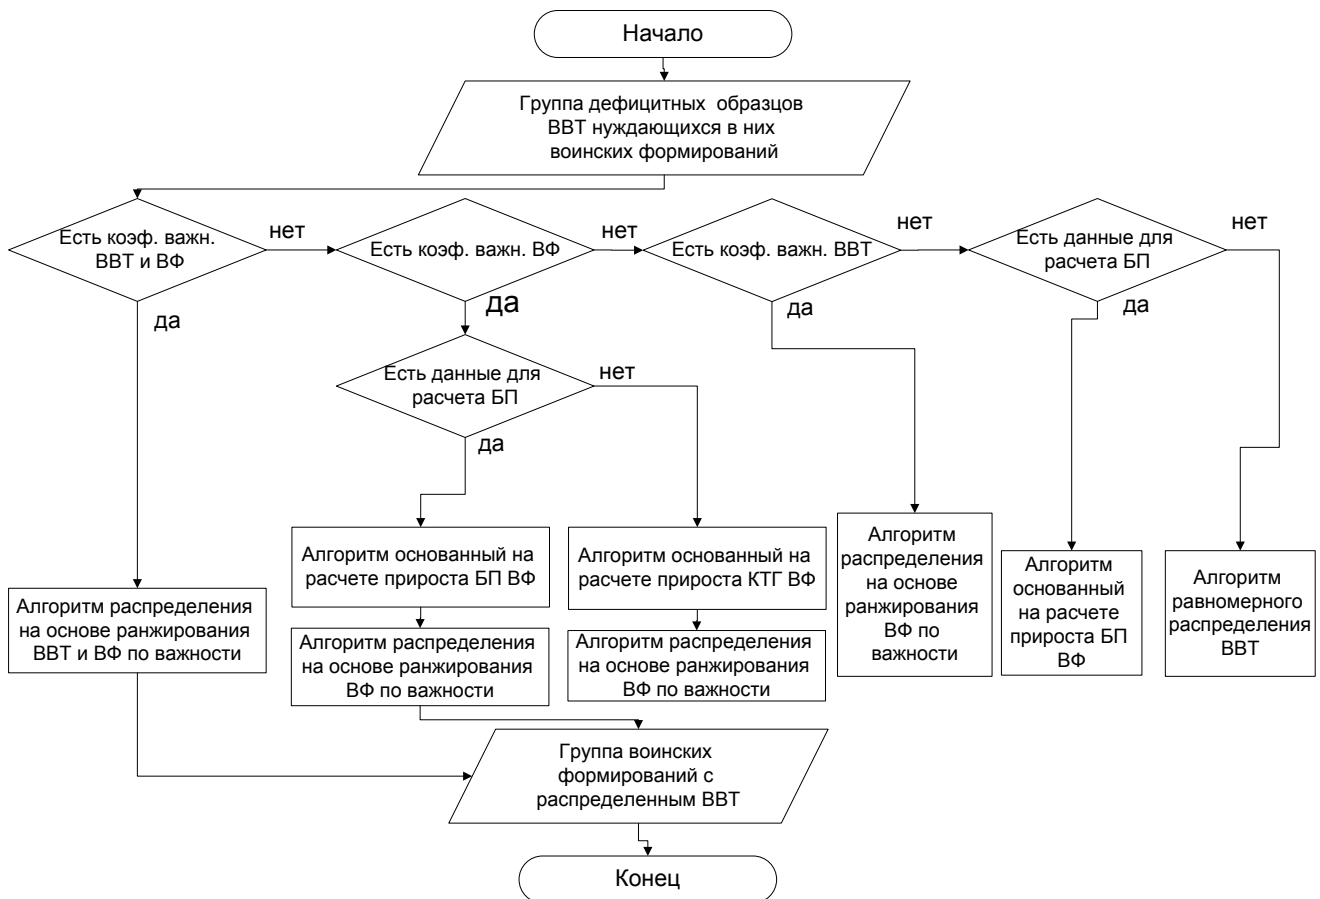 Начало
Группа дефицитных образцов
ВВТ нуждающихся в них
воинских формирований
Есть коэф. важн.
ВВТ и ВФ
нет
Есть коэф. важн. ВФ
нет
Есть коэф. важн. ВВТ
нет
Есть данные для
расчета БП
нет
да
да
да
да
Есть данные для
расчета БП
нет
да
Алгоритм распределения
на основе ранжирования
ВВТ и ВФ по важности
Алгоритм основанный на
расчете прироста БП ВФ
Алгоритм распределения
на основе ранжирования
ВФ по важности
Алгоритм основанный на
расчете прироста КТГ ВФ
Алгоритм распределения
на основе ранжирования
ВФ по важности
Алгоритм
распределения
на основе
ранжирования
ВФ по
важности
Алгоритм
основанный
на расчете
прироста БП
ВФ
Алгоритм
равномерного
распределения
ВВТ
Группа воинских
формирований с
распределенным ВВТ
Конец